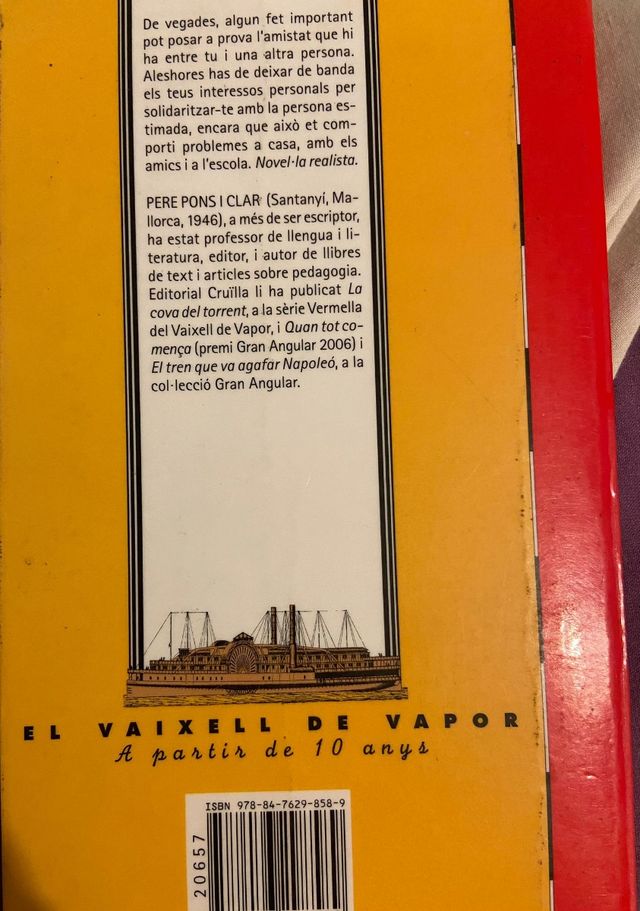 De vegades, algun fet important
pot posar a prova l'amistat que hi
ha entre tu i una altra persona.
Aleshores has de deixar de banda
els teus interessos personals per
solidaritzar-te amb la persona es-
timada, encara que això et com-
porti problemes a casa, amb els
amics i a l'escola. Novel·la realista.
PERE PONS I CLAR (Santanyí, Ma-
llorca, 1946), a més de ser escriptor,
ha estat professor de llengua i li-
teratura, editor, i autor de llibres
de text i articles sobre pedagogia.
Editorial Cruïlla li ha publicat La
cova del torrent, a la sèrie Vermella
del Vaixell de Vapor, i Quan tot co-
mença (premi Gran Angular 2006) i
El tren que va agafar Napoleó, a la
col·lecció Gran Angular.
EL VAIXELL DE VAPOR
A partir de 10 anys
ISBN 978-84-7629-858-9
20657